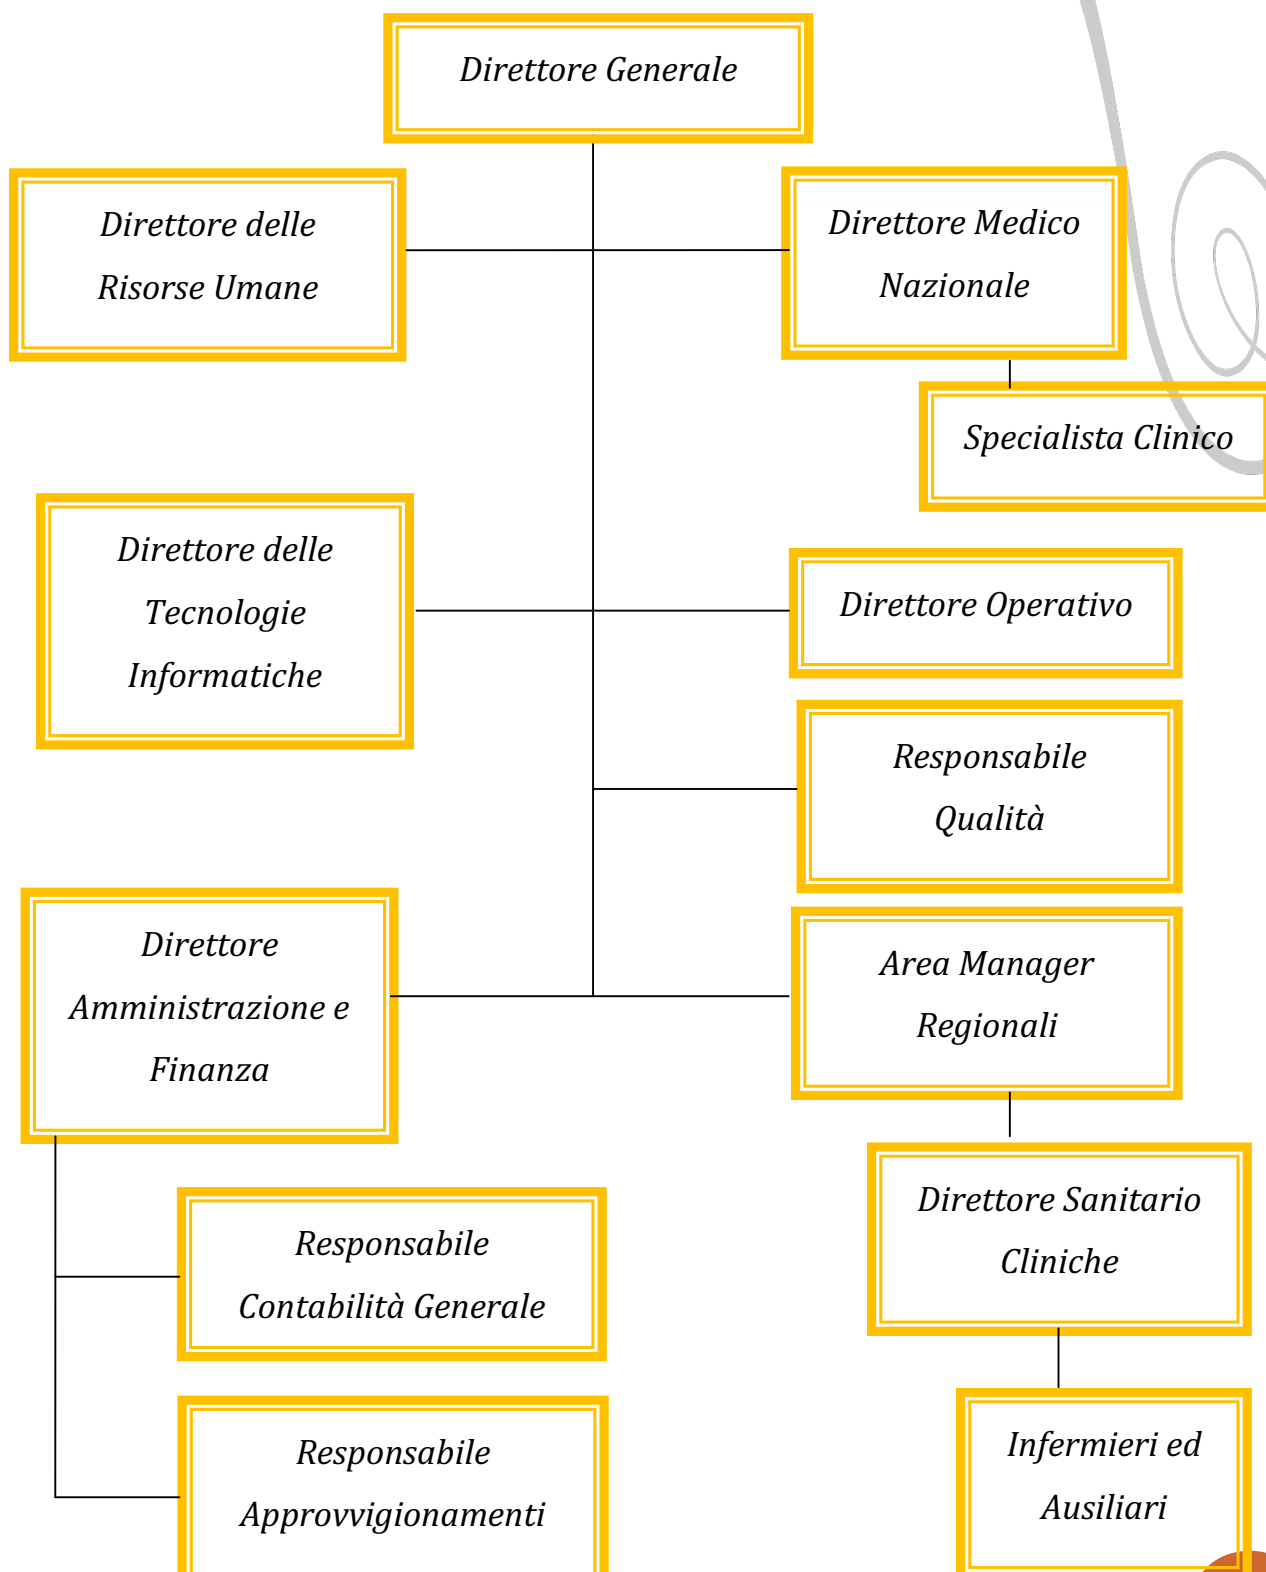 Direttore Generale
Direttore delle
Risorse Umane
Direttore Medico
Nazionale
Specialista Clinico
Direttore delle
Tecnologie
Informatiche
Direttore Operativo
Responsabile
Qualità
Direttore
Amministrazione e
Finanza
Area Manager
Regionali
Direttore Sanitario
Cliniche
Responsabile
Contabilità Generale
Responsabile
Approvvigionamenti
Infermieri ed
Ausiliari